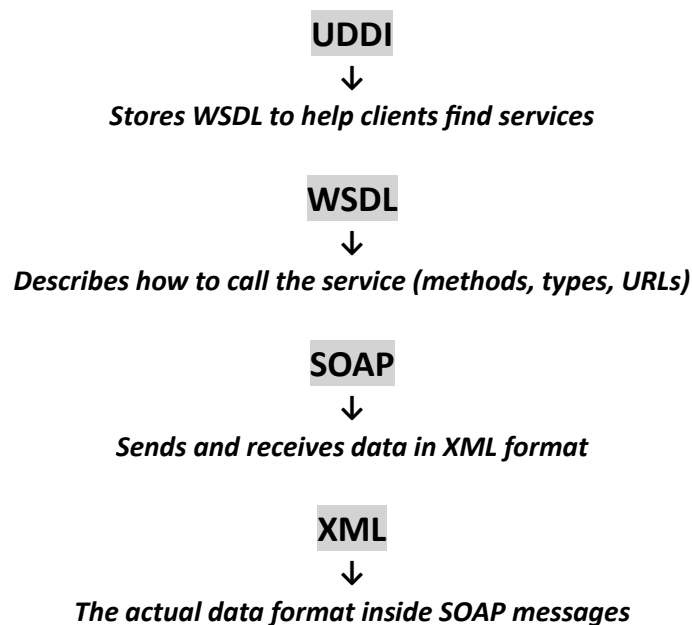 UDDI
↓
Stores WSDL to help clients find services
WSDL
↓
Describes how to call the service (methods, types, URLs)
SOAP
↓
Sends and receives data in XML format
XML
↓
The actual data format inside SOAP messages